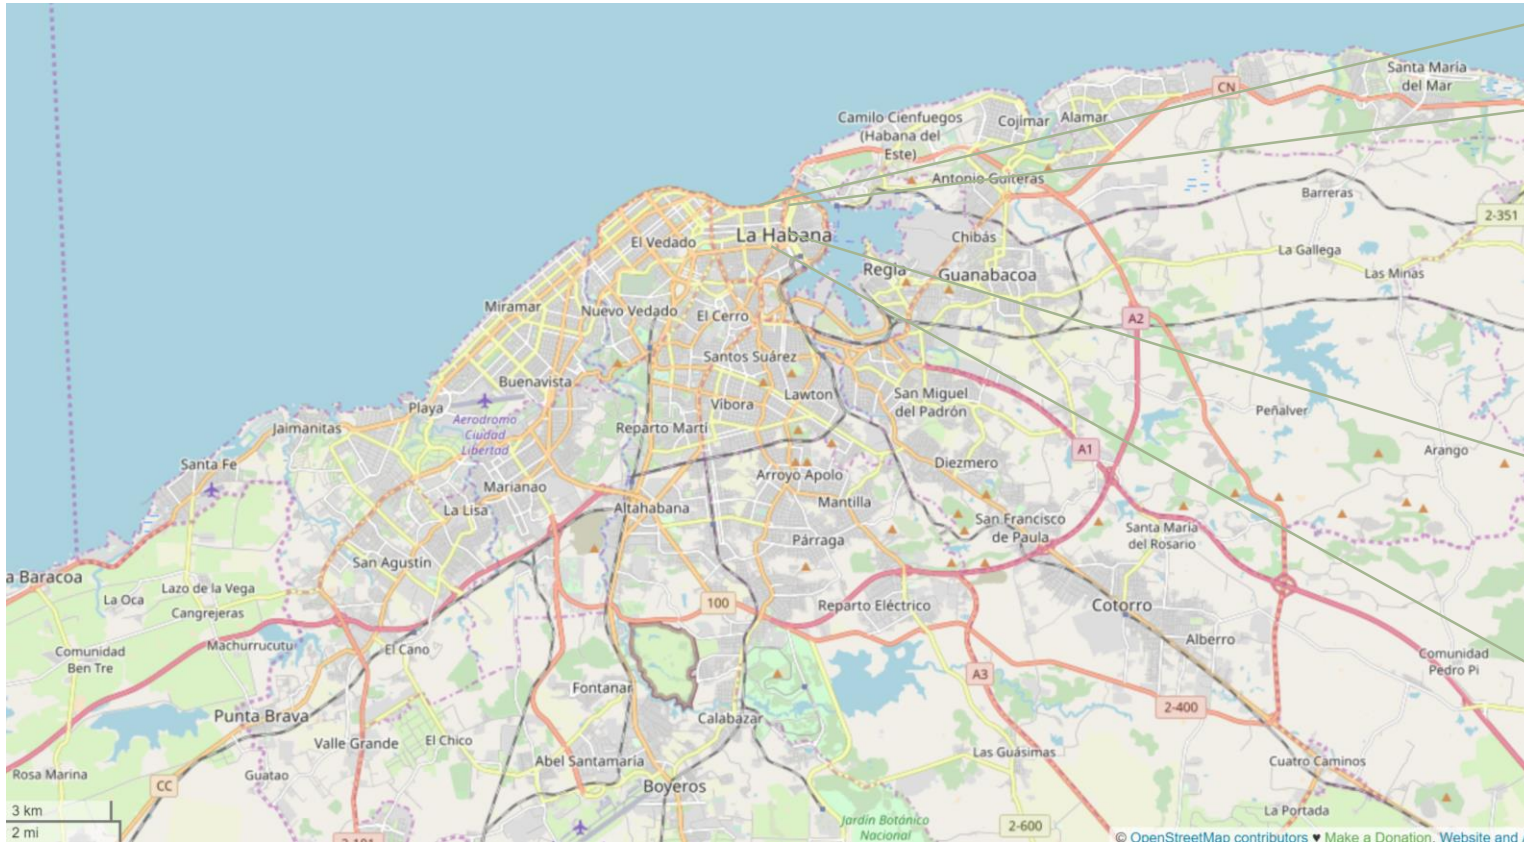 Santa María
del Mar
CN
Camilo Cienfuegos
(Habana del
Este)
Cojímar
Alamar
Antonio Guiteras
Barreras
2-351
El Vedado
La Habana
Chibás
La Gallega
Regla
Guanabacoa
Las Minas
Miramar
Nuevo Vedado
El Cerro
A2
Santos Suárez
Buenavista
Lawton
San Miguel
del Padrón
Playa
Víbora
Peñalver
Aerodromo
Ciudad
Libertad
Jaimanitas
Reparto Martí
A1
Arango
Santa Fe
Diezmero
Arroyo Apolo
Marianao
Mantilla
La Lisa
Altahabana
San Francisco
de Paula
Santa María
del Rosario
Párraga
San Agustín
a Baracoa
Lazo de la Vega
La Oca
Cangrejeras
100
Reparto Eléctrico
Cotorro
Machurrucutu
El Cano
Alberro
Comunidad
Ben Tre
Comunidad
Pedro Pi
A3
Fontanar
2-400
Punta Brava
Calabazar
Valle Grande
El Chico
Las Guásimas
Abel Santamaría
Cuatro Caminos
Rosa Marina
Guatao
CC
Boyeros
3 km
2 mi
La Portada
Jardín Botánico
Nacional
2-600
2-101
© OpenStreetMap contributors ♥ Make a Donation. Website and